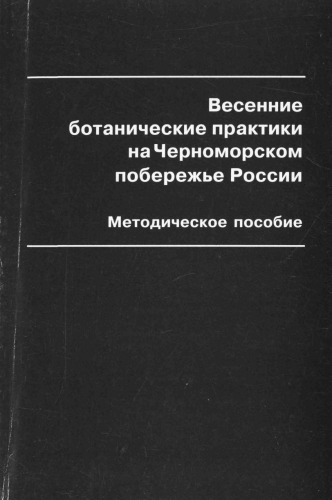 Весенние
ботанические практики
на Черноморском
побережье России
Методическое пособие